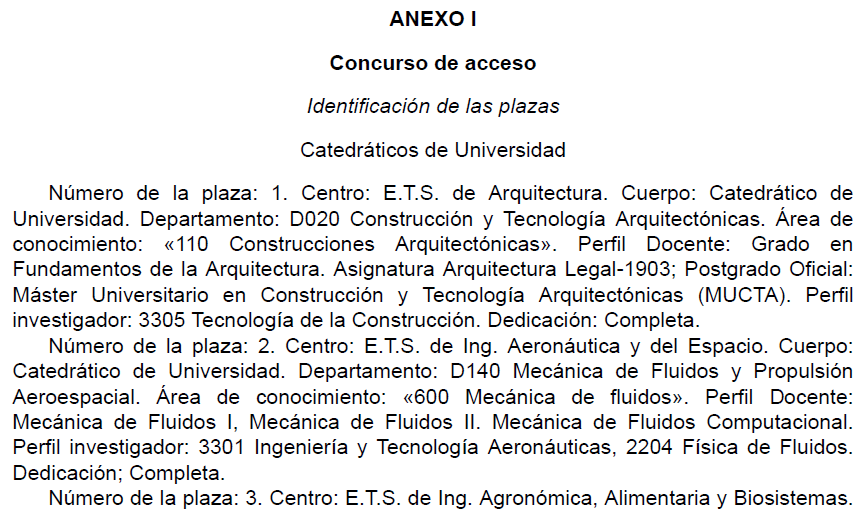 ANEXO I
Concurso de acceso
Identificación de las plazas
Catedráticos de Universidad
Número de la plaza: 1. Centro: E.T.S. de Arquitectura. Cuerpo: Catedrático de
Universidad. Departamento: D020 Construcción y Tecnología Arquitectónicas. Área de
conocimiento: «110 Construcciones Arquitectónicas». Perfil Docente: Grado en
Fundamentos de la Arquitectura. Asignatura Arquitectura Legal-1903; Postgrado Oficial:
Máster Universitario en Construcción y Tecnología Arquitectónicas (MUCTA). Perfil
investigador: 3305 Tecnología de la Construcción. Dedicación: Completa.
Número de la plaza: 2. Centro: E.T.S. de Ing. Aeronáutica y del Espacio. Cuerpo:
Catedrático de Universidad. Departamento: D140 Mecánica de Fluidos y Propulsión
Aeroespacial. Área de conocimiento: «600 Mecánica de fluidos». Perfil Docente:
Mecánica de Fluidos I, Mecánica de Fluidos II. Mecánica de Fluidos Computacional.
Perfil investigador: 3301 Ingeniería y Tecnología Aeronáuticas, 2204 Física de Fluidos.
Dedicación; Completa.
Número de la plaza: 3. Centro: E.T.S. de Ing. Agronómica, Alimentaria y Biosistemas.